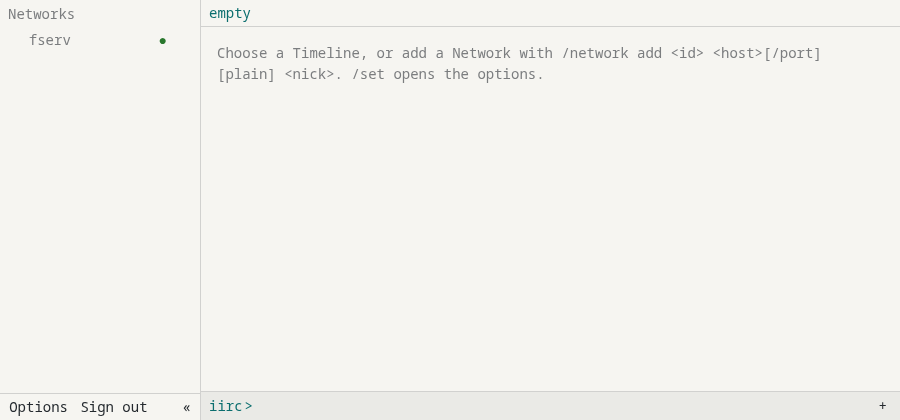 Networks
fserv
Options Sign out «
empty
Choose a Timeline, or add a Network with /network add <id> <host>[/port]
[plain] <nick>. /set opens the options.
iirc> +